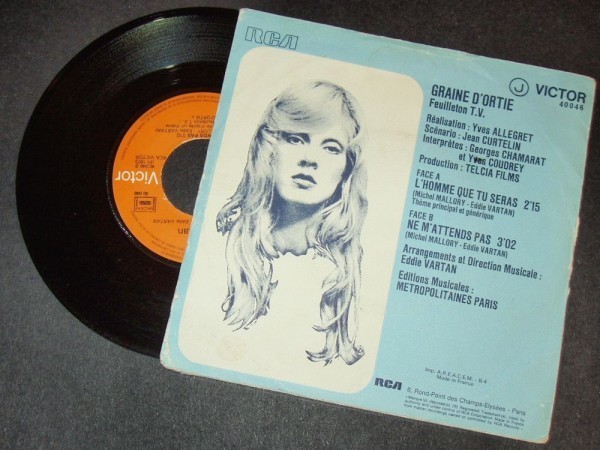 RCA
J VICTOR
40046
GRAINE D'ORTIE
Feuilleton T.V.
Réalisation : Yves ALLEGRET
Scénario : Jean CURTELIN
Interprètes : Georges CHAMARAT
et Yves COUDREY
Production : TELCIA FILMS
FACE A
L'HOMME QUE TU SERAS 2'15
(Michel MALLORY - Eddie VARTAN)
Thème principal et générique
FACE B
NE M'ATTENDS PAS 3'02
(Michel MALLORY - Eddie VARTAN)
Arrangements et Direction Musicale :
Eddie VARTAN
Editions Musicales :
METROPOLITAINES PARIS
Imp. A.R.E.A.C.E.M. - B.4
Made in France
RCA
9, Rond-Point des Champs-Elysées - Paris
Victor